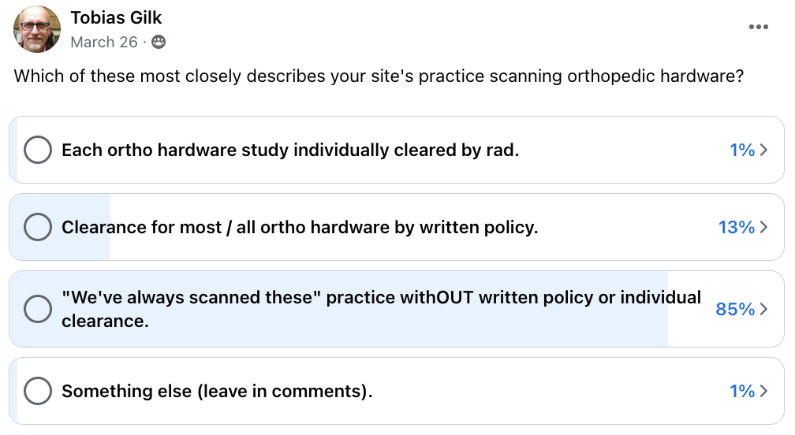 Tobias Gilk
March 26 ·
Which of these most closely describes your site's practice scanning orthopedic hardware?
Each ortho hardware study individually cleared by rad.
1%
Clearance for most / all ortho hardware by written policy.
13%
"We've always scanned these" practice withOUT written policy or individual
clearance.
85%
Something else (leave in comments).
1%